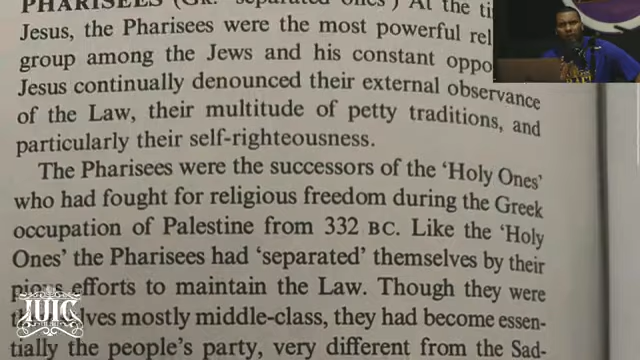 PHARISEES (Gk. 'separated ones') At the ti
Jesus, the Pharisees were the most powerful rel
group among the Jews and his constant oppo
Jesus continually denounced their external observance
of the Law, their multitude of petty traditions, and
particularly their self-righteousness.
The Pharisees were the successors of the 'Holy Ones'
who had fought for religious freedom during the Greek
occupation of Palestine from 332 BC. Like the 'Holy
Ones' the Pharisees had 'separated' themselves by their
pious efforts to maintain the Law. Though they were
lves mostly middle-class, they had become essen-
tially the people's party, very different from the Sad-
IUIC